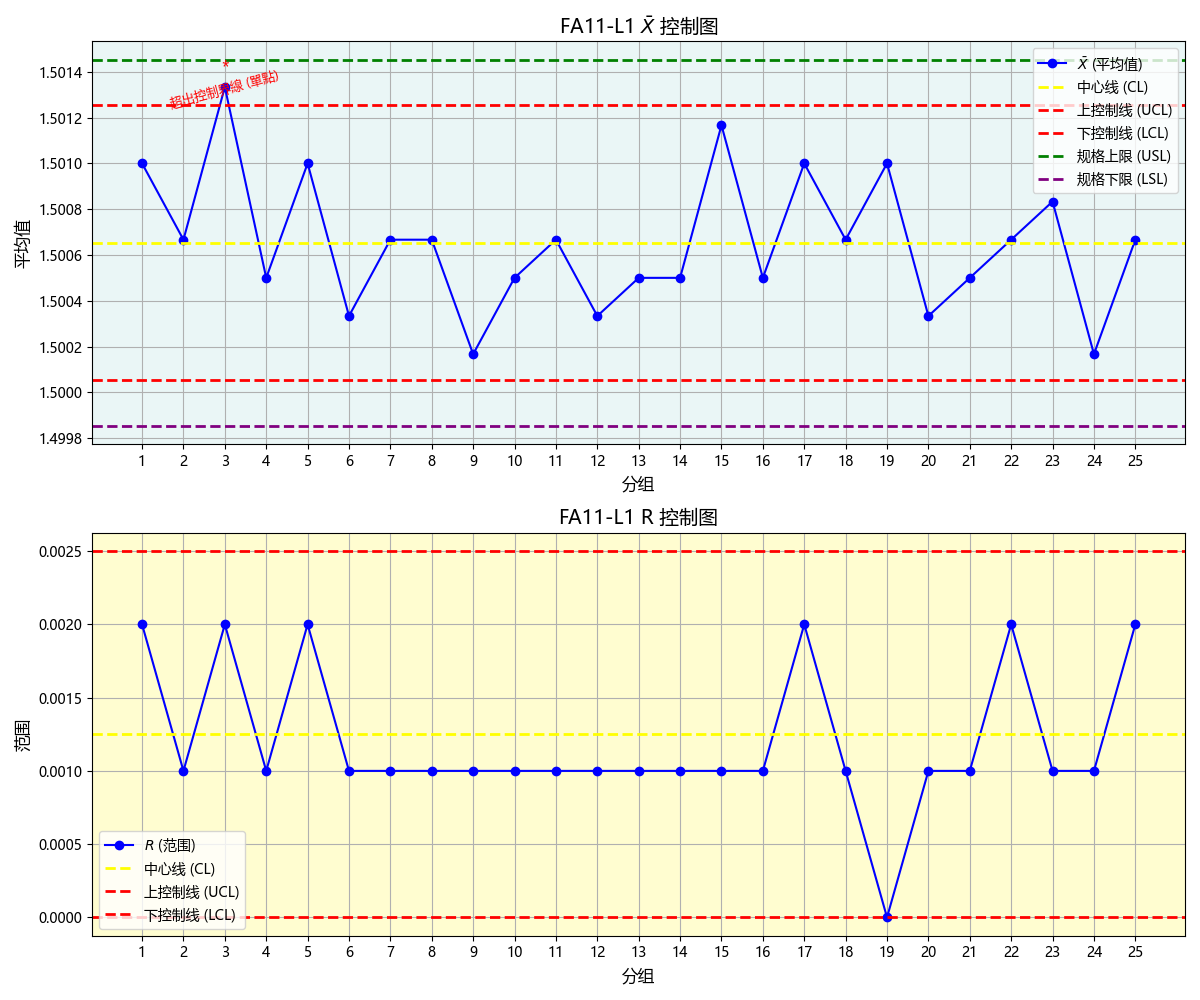 FA11-L1 X̄ 控制图
平均值
1.5014
1.5012
1.5010
1.5008
1.5006
1.5004
1.5002
1.5000
1.4998
*
超出控制線 (單點)
X̄ (平均值)
中心线 (CL)
上控制线 (UCL)
下控制线 (LCL)
规格上限 (USL)
规格下限 (LSL)
1 2 3 4 5 6 7 8 9 10 11 12 13 14 15 16 17 18 19 20 21 22 23 24 25
分组
FA11-L1 R 控制图
范围
0.0025
0.0020
0.0015
0.0010
0.0005
0.0000
R (范围)
中心线 (CL)
上控制线 (UCL)
下控制线 (LCL)
1 2 3 4 5 6 7 8 9 10 11 12 13 14 15 16 17 18 19 20 21 22 23 24 25
分组